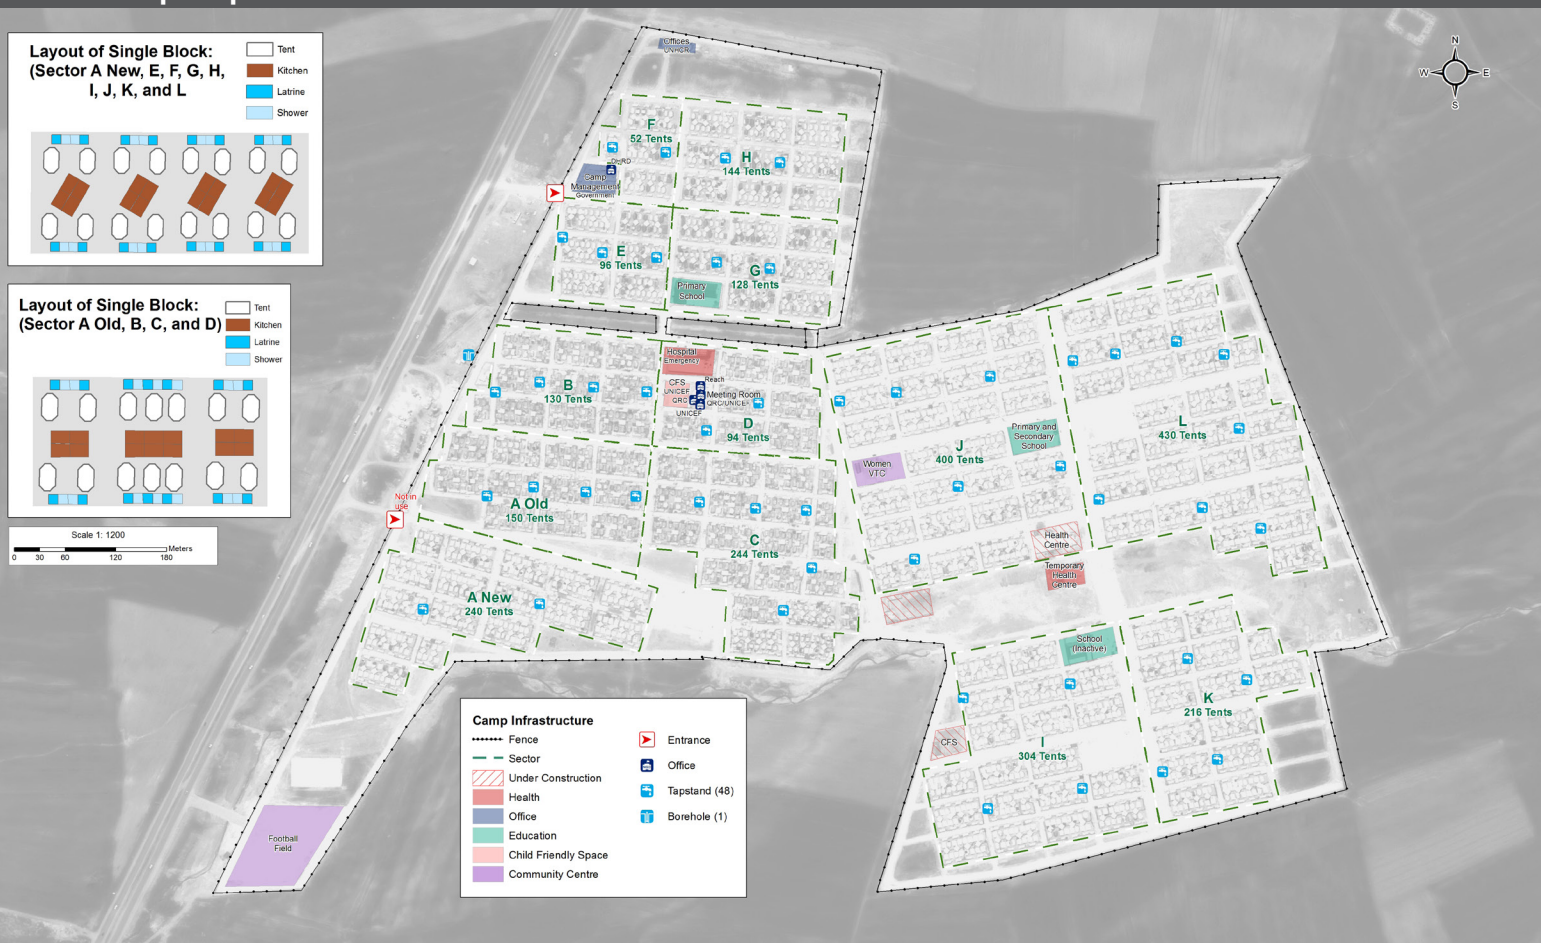 Layout of Single Block:
(Sector A New, E, F, G, H,
I, J, K, and L
Tent
Kitchen
Latrine
Shower
Layout of Single Block:
(Sector A Old, B, C, and D)
Tent
Kitchen
Latrine
Shower
Scale 1: 1200
Meters
0 30 60 120 180
N
W E
S
Offices
UNHCR
F
52 Tents
H
144 Tents
Camp
Management
Government
E
96 Tents
G
128 Tents
Primary
School
Hospital
Emergency
Reach
CFS
UNICEF
QRC
Meeting Room
QRC/UNICEF
UNICEF
B
130 Tents
D
94 Tents
Not in
use
A Old
150 Tents
C
244 Tents
A New
240 Tents
Women
VTC
J
400 Tents
Primary and
Secondary
School
L
430 Tents
Health
Centre
Temporary
Health
Centre
School
(Inactive)
K
216 Tents
CFS
I
304 Tents
Football
Field
Camp Infrastructure
Fence
Sector
Under Construction
Health
Office
Education
Child Friendly Space
Community Centre
Entrance
Office
Tapstand (48)
Borehole (1)